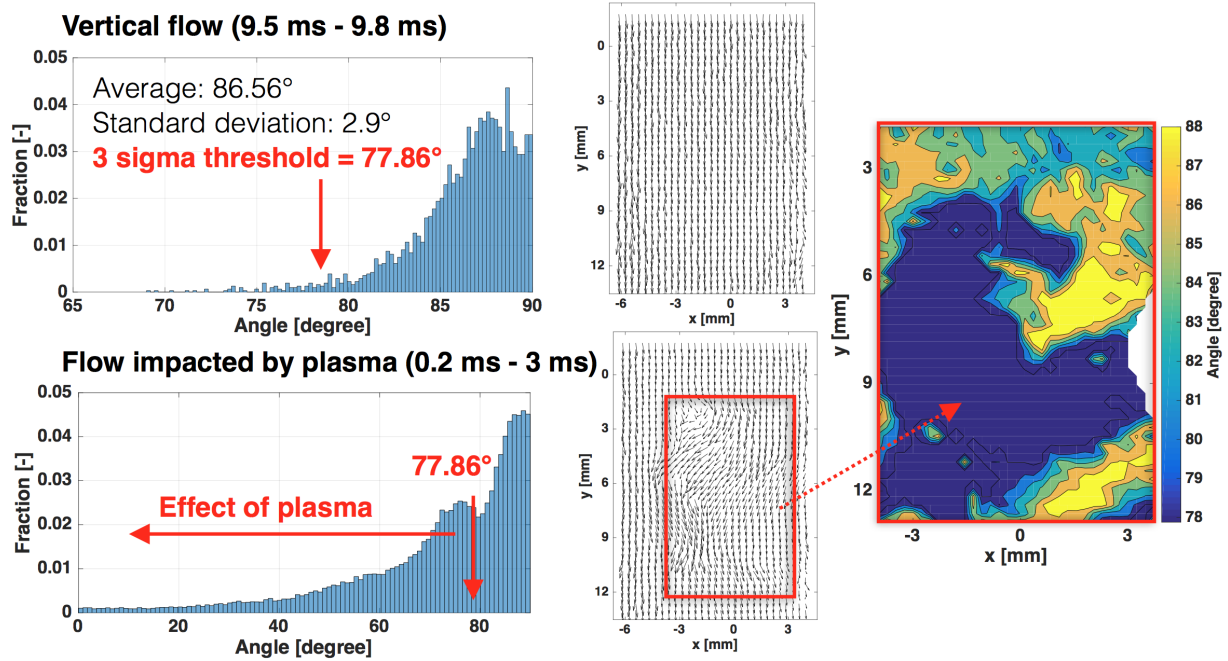 Vertical flow (9.5 ms - 9.8 ms)
0.05
0.04
0.03
0.02
0.01
0
Fraction [-]
Average: 86.56°
Standard deviation: 2.9°
3 sigma threshold = 77.86°
65 70 75 80 85 90
Angle [degree]
Flow impacted by plasma (0.2 ms - 3 ms)
0.05
0.04
0.03
0.02
0.01
0
Fraction [-]
77.86°
Effect of plasma
0 20 40 60 80
Angle [degree]
0
3
6
9
12
y [mm]
-6 -3 0 3
x [mm]
0
3
6
9
12
y [mm]
-6 -3 0 3
x [mm]
3
6
9
12
y [mm]
-3 0 3
x [mm]
88
87
86
85
84
83
82
81
80
79
78
Angle [degree]